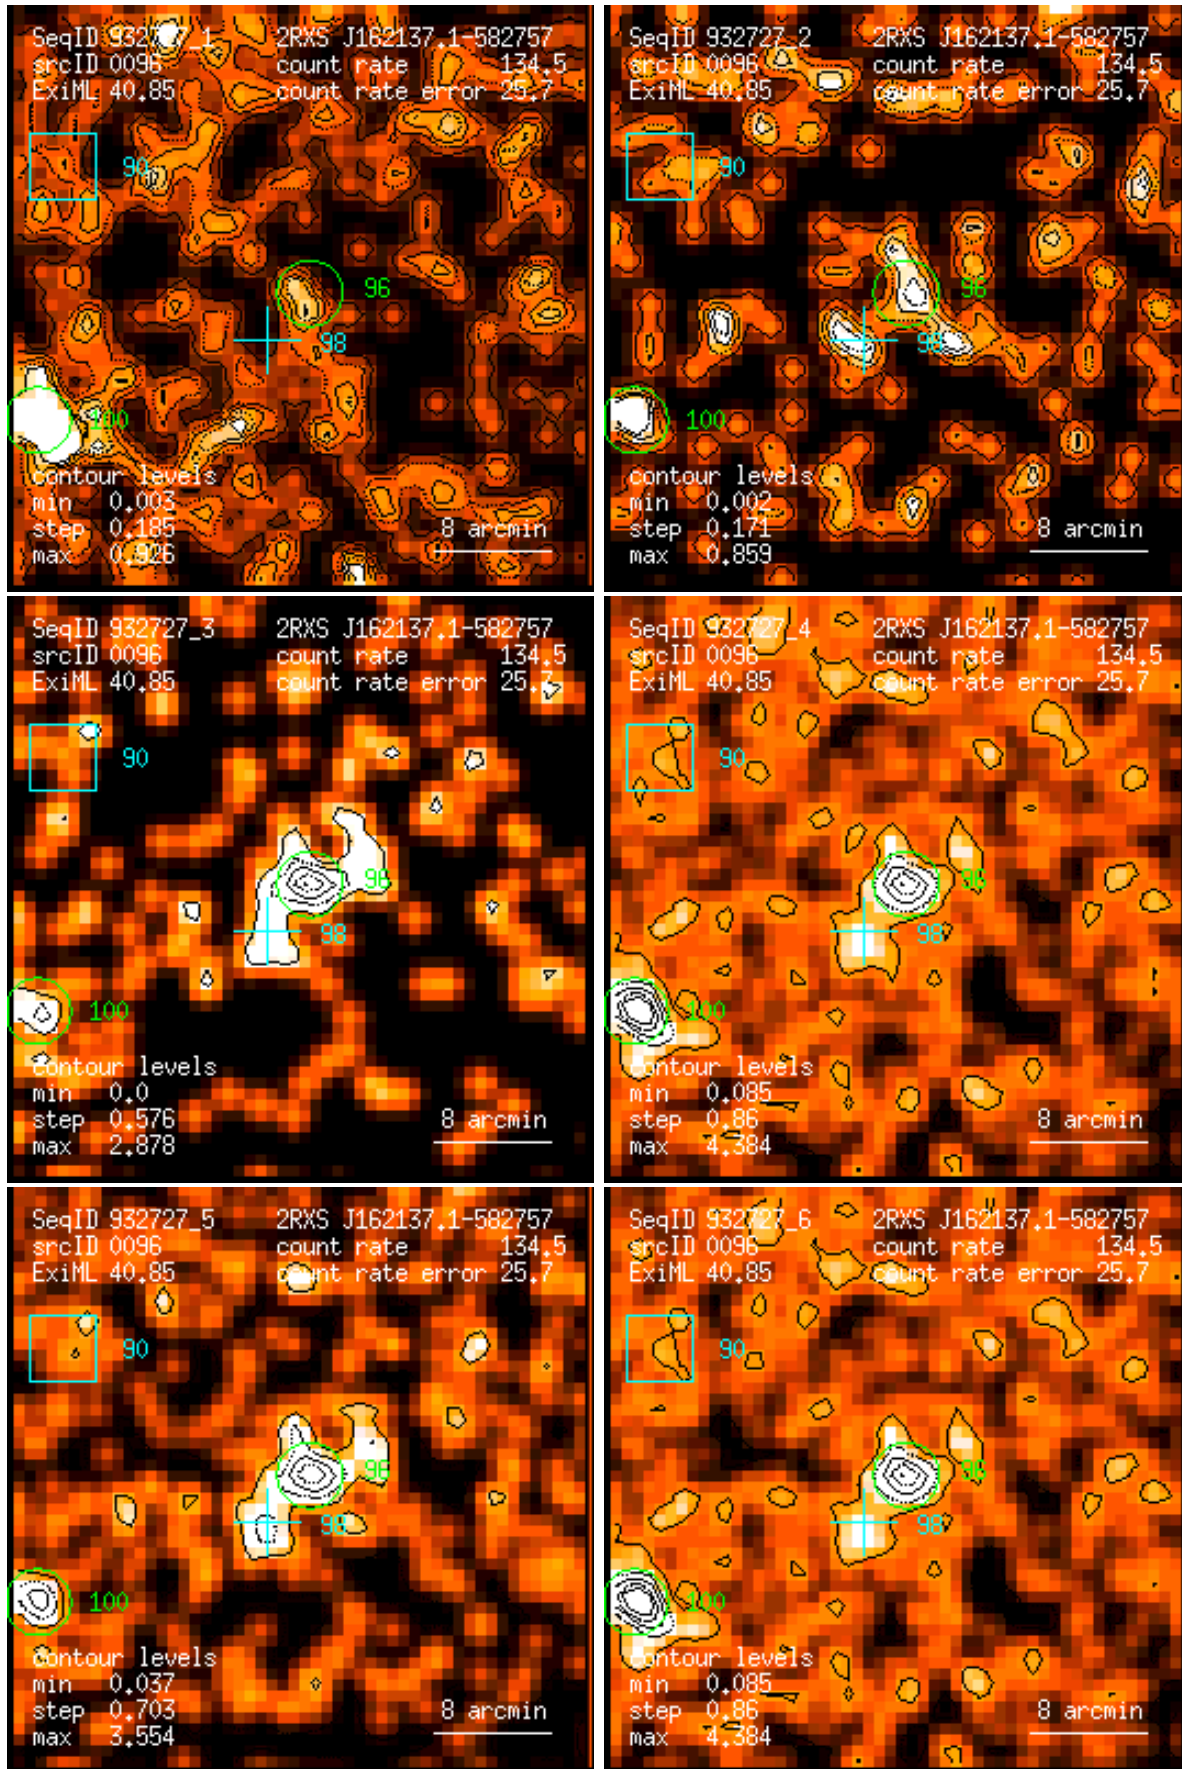 SeqID 932727_1 2RXS J162137.1-582757
srcID 0096 count rate 134.5
ExiML 40.85 count rate error 25.7
90
96
98
100
contour levels
min 0.003
step 0.185 8 arcmin
max 0.926
SeqID 932727_2 2RXS J162137.1-582757
srcID 0096 count rate 134.5
ExiML 40.85 count rate error 25.7
90
96
98
100
contour levels
min 0.002
step 0.171 8 arcmin
max 0.859
SeqID 932727_3 2RXS J162137.1-582757
srcID 0096 count rate 134.5
ExiML 40.85 count rate error 25.7
90
96
98
100
contour levels
min 0.0
step 0.576 8 arcmin
max 2.878
SeqID 932727_4 2RXS J162137.1-582757
srcID 0096 count rate 134.5
ExiML 40.85 count rate error 25.7
90
96
98
100
contour levels
min 0.085
step 0.86 8 arcmin
max 4.384
SeqID 932727_5 2RXS J162137.1-582757
srcID 0096 count rate 134.5
ExiML 40.85 count rate error 25.7
90
96
98
100
contour levels
min 0.037
step 0.703 8 arcmin
max 3.554
SeqID 932727_6 2RXS J162137.1-582757
srcID 0096 count rate 134.5
ExiML 40.85 count rate error 25.7
90
96
98
100
contour levels
min 0.085
step 0.86 8 arcmin
max 4.384